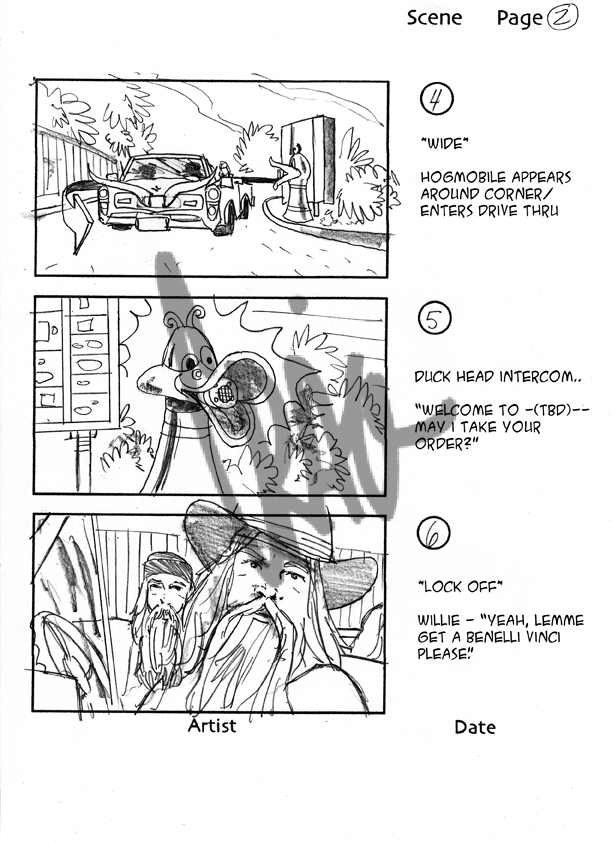 Scene Page 2
4
*WIDE*
HOGMOBILE APPEARS
AROUND CORNER/
ENTERS DRIVE THRU
5
DUCK HEAD INTERCOM..
"WELCOME TO -(TBD)--
MAY I TAKE YOUR
ORDER?"
6
*LOCK OFF*
WILLIE - "YEAH, LEMME
GET A BENELLI VINCI
PLEASE."
Artist Date